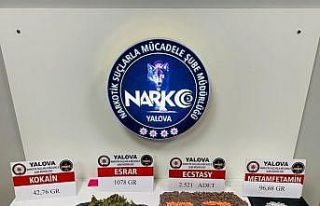 NARKOTİK SUÇLARLA MÜCADELE ŞUBE MÜDÜRLÜĞÜ
NARKO
YALOVA
YALOVA
KOKAİN
42,76 GR
YALOVA
ESRAR
1078 GR
YALOVA
ECSTASY
2.521 ADET
YALOVA
METAMFETAMİN
96,68 GR